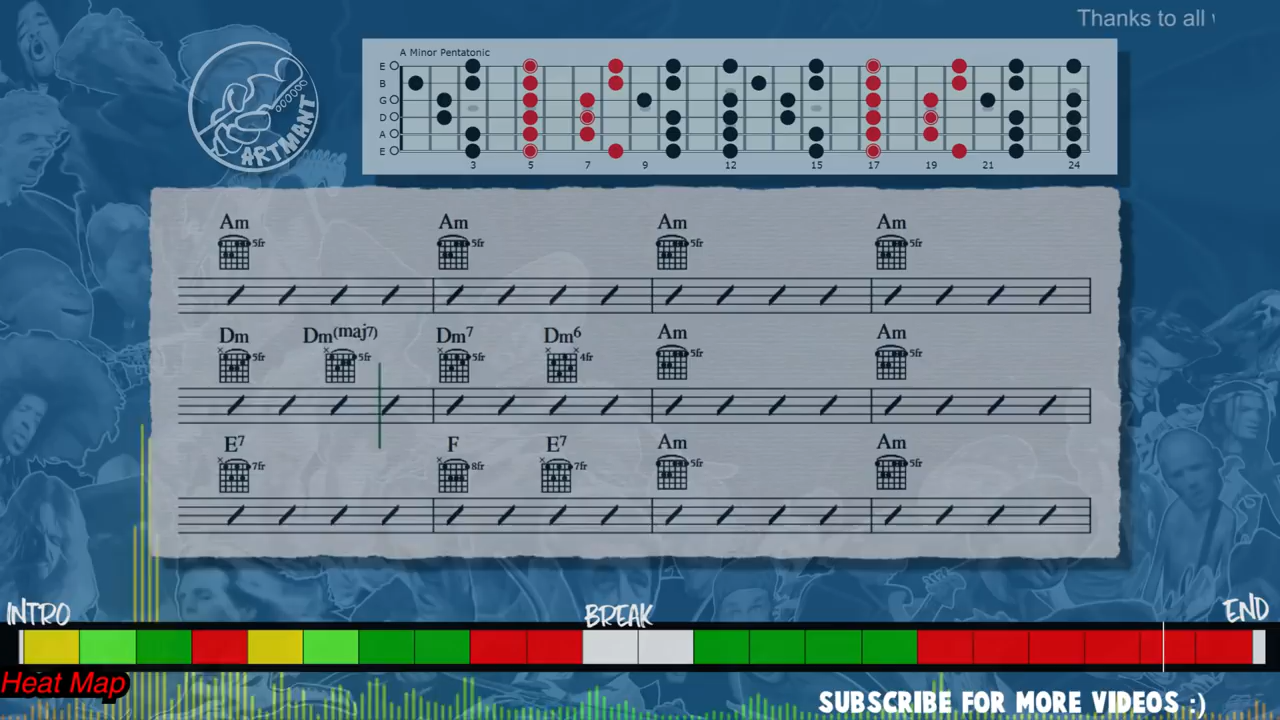 Thanks to all
ARTMANT
A Minor Pentatonic
E
B
G
D
A
E
3 5 7 9 12 15 17 19 21 24
Am Am Am Am
5fr 5fr 5fr 5fr
Dm Dm(maj7) Dm7 Dm6 Am Am
x 5fr x 5fr x 5fr x x 4fr 5fr 5fr
E7 F E7 Am Am
x 7fr x 8fr x 7fr 5fr 5fr
INTRO BREAK END
Heat Map
SUBSCRIBE FOR MORE VIDEOS :)